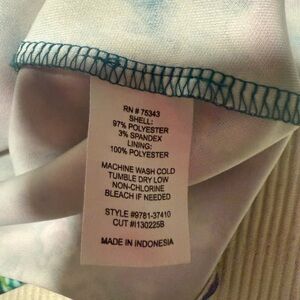 RN # 75343
SHELL:
97% POLYESTER
3% SPANDEX
LINING:
100% POLYESTER
MACHINE WASH COLD
TUMBLE DRY LOW
NON-CHLORINE
BLEACH IF NEEDED
STYLE #9781-37410
CUT #I130225B
MADE IN INDONESIA